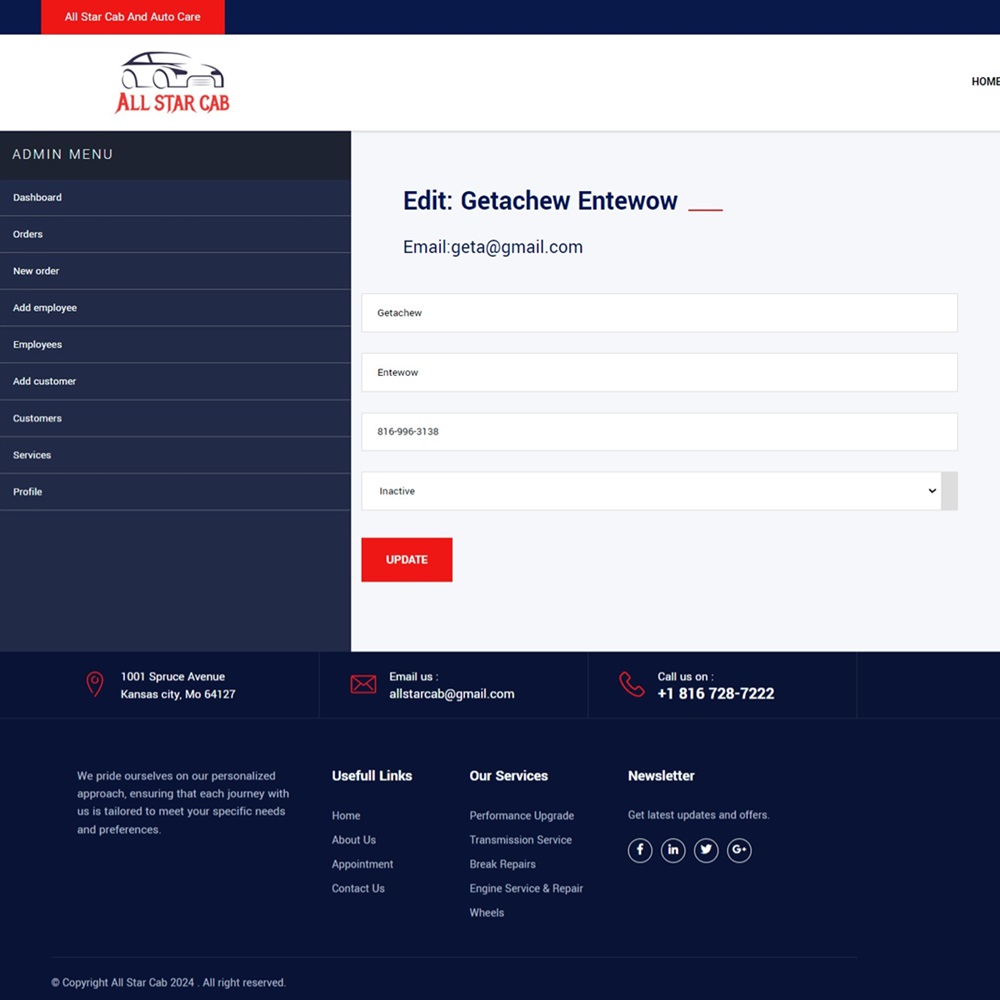 All Star Cab And Auto Care
ALL STAR CAB
HOME
ADMIN MENU
Dashboard
Orders
New order
Add employee
Employees
Add customer
Customers
Services
Profile
Edit: Getachew Entewow
Email:geta@gmail.com
Getachew
Entewow
816-996-3138
Inactive
UPDATE
1001 Spruce Avenue
Kansas city, Mo 64127
Email us :
allstarcab@gmail.com
Call us on :
+1 816 728-7222
We pride ourselves on our personalized
approach, ensuring that each journey with
us is tailored to meet your specific needs
and preferences.
Usefull Links
Home
About Us
Appointment
Contact Us
Our Services
Performance Upgrade
Transmission Service
Break Repairs
Engine Service & Repair
Wheels
Newsletter
Get latest updates and offers.
© Copyright All Star Cab 2024 . All right reserved.